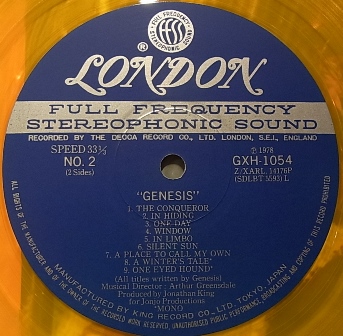 FULL FREQUENCY
ffss
STEREOPHONIC SOUND
® LONDON
FULL FREQUENCY
STEREOPHONIC SOUND
RECORDED BY THE DECCA RECORD CO., LTD. LONDON, S.E.I., ENGLAND
SPEED 33⅓
NO. 2
(2 Sides)
℗ 1978
GXH-1054
Z/XARL. 14176P
(SDLBT 5593) L
"GENESIS"
1. THE CONQUEROR
2. IN HIDING
3. ONE DAY
4. WINDOW
5. IN LIMBO
6. SILENT SUN
7. A PLACE TO CALL MY OWN
8. A WINTER'S TALE*
9. ONE EYED HOUND*
(All titles written by Genesis)
Musical Director: Arthur Greensdale
Produced by Jonathan King
for Jonjo Productions
*MONO
MANUFACTURED BY KING RECORD CO., LTD, TOKYO, JAPAN
ALL RIGHTS OF THE MANUFACTURER AND OF THE OWNER OF THE RECORDED WORK RESERVED. UNAUTHORISED PUBLIC PERFORMANCE, BROADCASTING AND COPYING OF THIS RECORD PROHIBITED